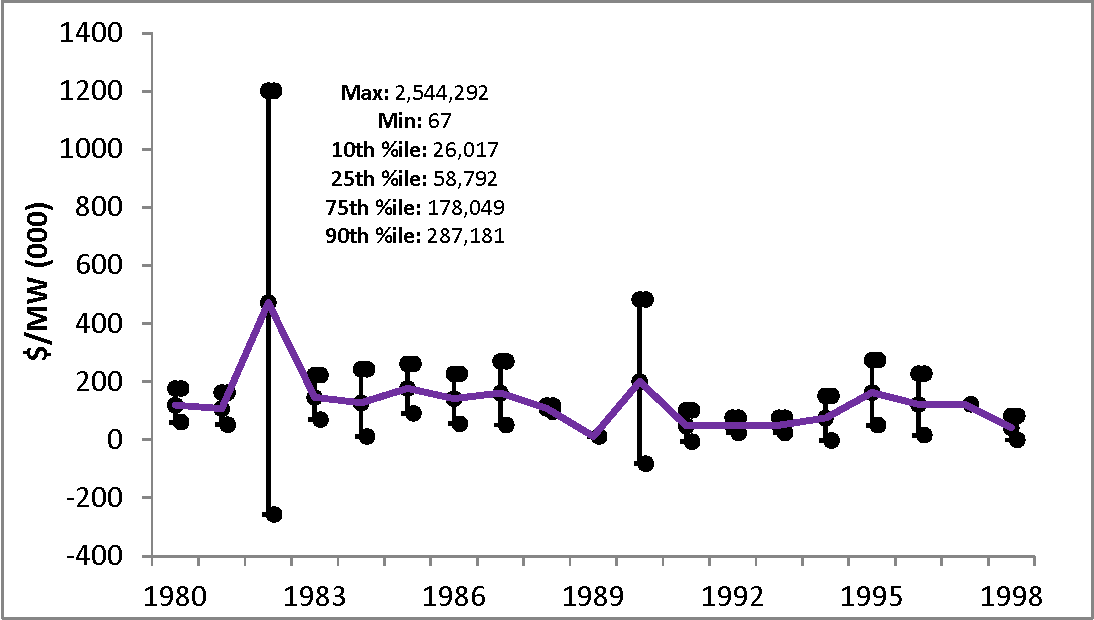 1400
1200
1000
800
600
400
200
0
-200
-400
$/MW (000)
Max: 2,544,292
Min: 67
10th %ile: 26,017
25th %ile: 58,792
75th %ile: 178,049
90th %ile: 287,181
1980 1983 1986 1989 1992 1995 1998